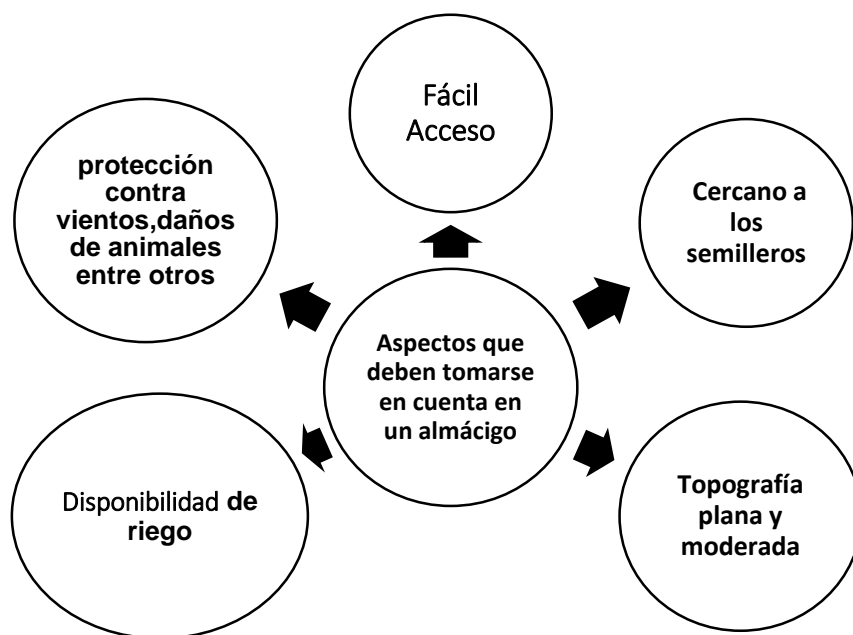 Fácil
Acceso
protección
contra
vientos,daños
de animales
entre otros
Cercano a
los
semilleros
Aspectos que
deben tomarse
en cuenta en
un almácigo
Disponibilidad de
riego
Topografía
plana y
moderada